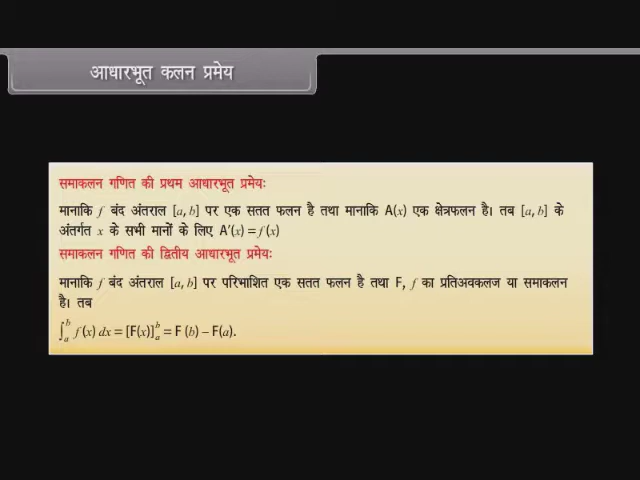 आधारभूत कलन प्रमेय
समाकलन गणित की प्रथम आधारभूत प्रमेयः
मानाकि f बंद अंतराल [a, b] पर एक सतत फलन है तथा मानाकि A(x) एक क्षेत्रफलन है। तब [a, b] के
अंतर्गत x के सभी मानों के लिए A′(x) = f (x)
समाकलन गणित की द्वितीय आधारभूत प्रमेयः
मानाकि f बंद अंतराल [a, b] पर परिभाशित एक सतत फलन है तथा F, f का प्रतिअवकलज या समाकलन
है। तब
∫ₐᵇ f (x) dx = [F(x)]ₐᵇ = F (b) – F(a).